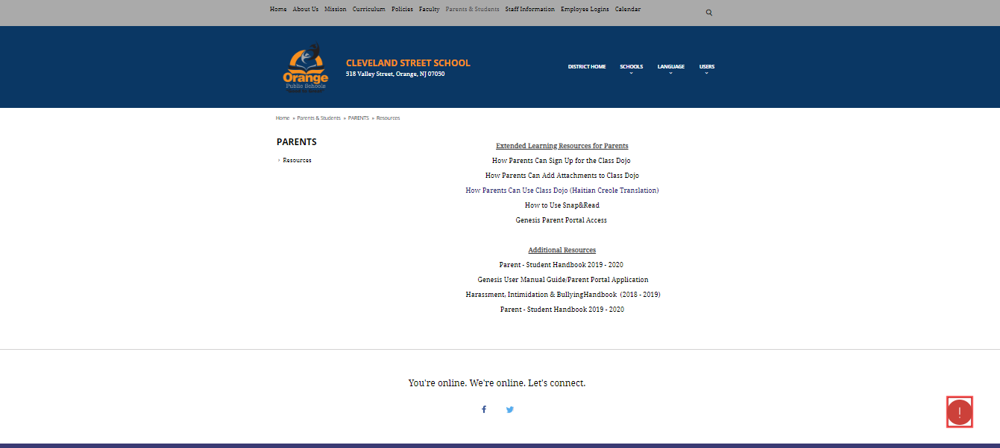 Home About Us Mission Curriculum Policies Faculty Parents & Students Staff Information Employee Logins Calendar
Orange
Public Schools
CLEVELAND STREET SCHOOL
518 Valley Street, Orange, NJ 07050
DISTRICT HOME SCHOOLS LANGUAGE USERS
Home » Parents & Students » PARENTS » Resources
PARENTS
› Resources
Extended Learning Resources for Parents
How Parents Can Sign Up for the Class Dojo
How Parents Can Add Attachments to Class Dojo
How Parents Can Use Class Dojo (Haitian Creole Translation)
How to Use Snap&Read
Genesis Parent Portal Access
Additional Resources
Parent - Student Handbook 2019 - 2020
Genesis User Manual Guide/Parent Portal Application
Harassment, Intimidation & BullyingHandbook (2018 - 2019)
Parent - Student Handbook 2019 - 2020
You're online. We're online. Let's connect.
!